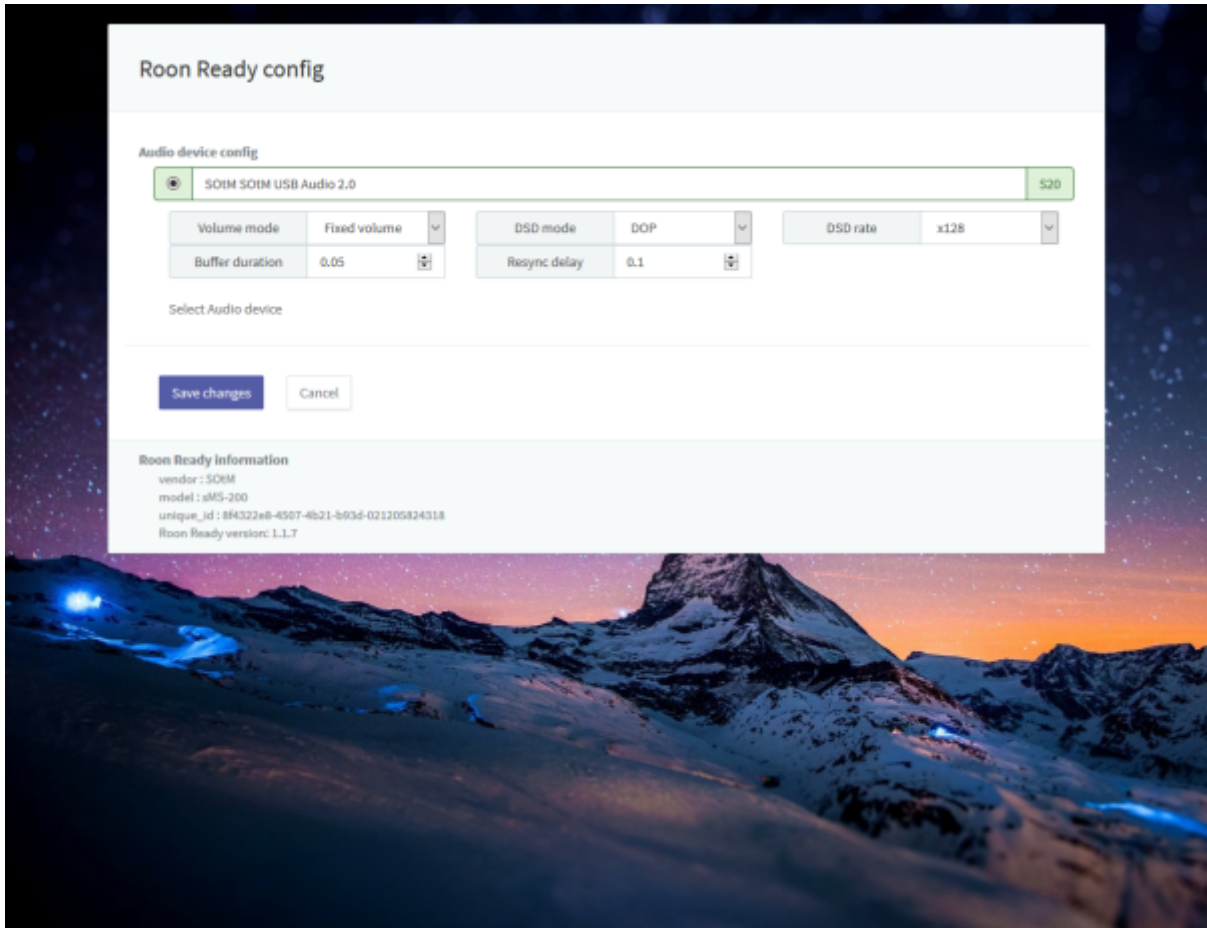 Roon Ready config
Audio device config
SOtM SOtM USB Audio 2.0 S20
Volume mode Fixed volume DSD mode DOP DSD rate x128
Buffer duration 0.05 Resync delay 0.1
Select Audio device
Save changes Cancel
Roon Ready information
vendor : SOtM
model : sMS-200
unique_id : 8f4322e8-4507-4b21-b93d-021205824318
Roon Ready version: 1.1.7